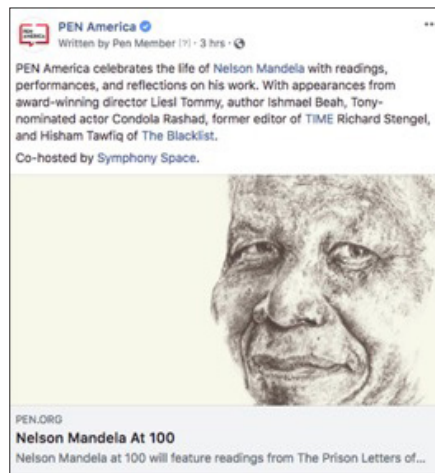 PEN America
Written by Pen Member [?] · 3 hrs ·
PEN America celebrates the life of Nelson Mandela with readings,
performances, and reflections on his work. With appearances from
award-winning director Liesl Tommy, author Ishmael Beah, Tony-
nominated actor Condola Rashad, former editor of TIME Richard Stengel,
and Hisham Tawfiq of The Blacklist.
Co-hosted by Symphony Space.
PEN.ORG
Nelson Mandela At 100
Nelson Mandela at 100 will feature readings from The Prison Letters of...